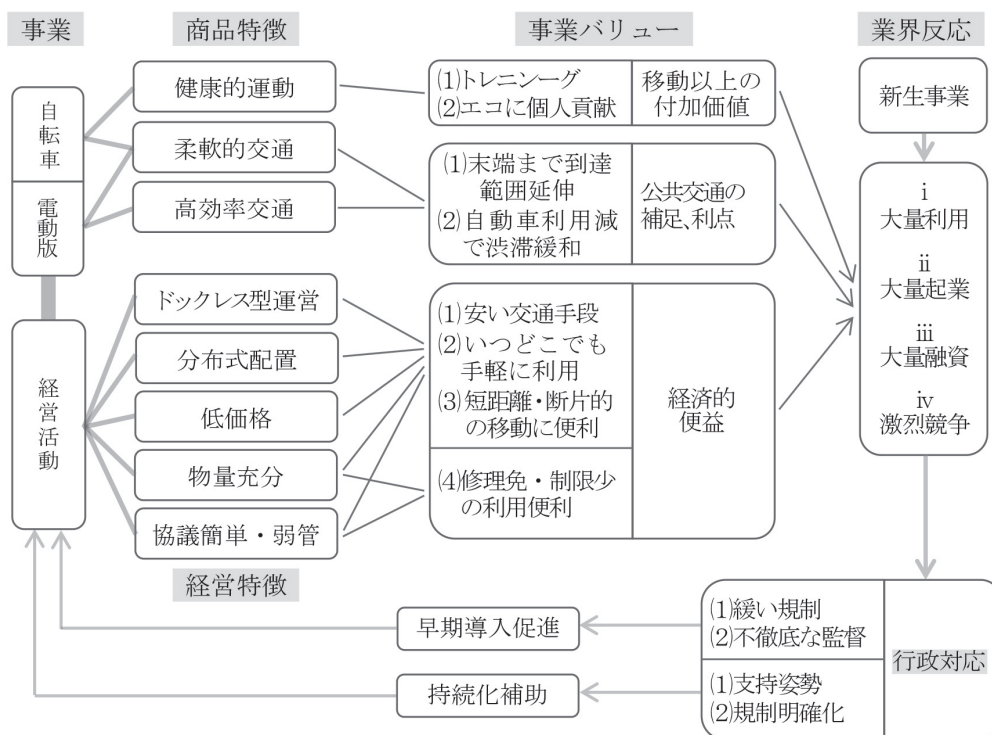 事業
商品特徴
事業バリュー
業界反応
自転車
電動版
経営活動
健康的運動
柔軟的交通
高効率交通
ドックレス型運営
分布式配置
低価格
物量充分
協議簡単・弱管
経営特徴
(1)トレニンーグ
(2)エコに個人貢献
移動以上の
付加価値
(1)末端まで到達
範囲延伸
(2)自動車利用減
で渋滞緩和
公共交通の
補足、利点
(1)安い交通手段
(2)いつどこでも
手軽に利用
(3)短距離・断片的
の移動に便利
(4)修理免・制限少
の利用便利
経済的
便益
新生事業
i
大量利用
ii
大量起業
iii
大量融資
iv
激烈競争
早期導入促進
持続化補助
(1)緩い規制
(2)不徹底な監督
(1)支持姿勢
(2)規制明確化
行政対応